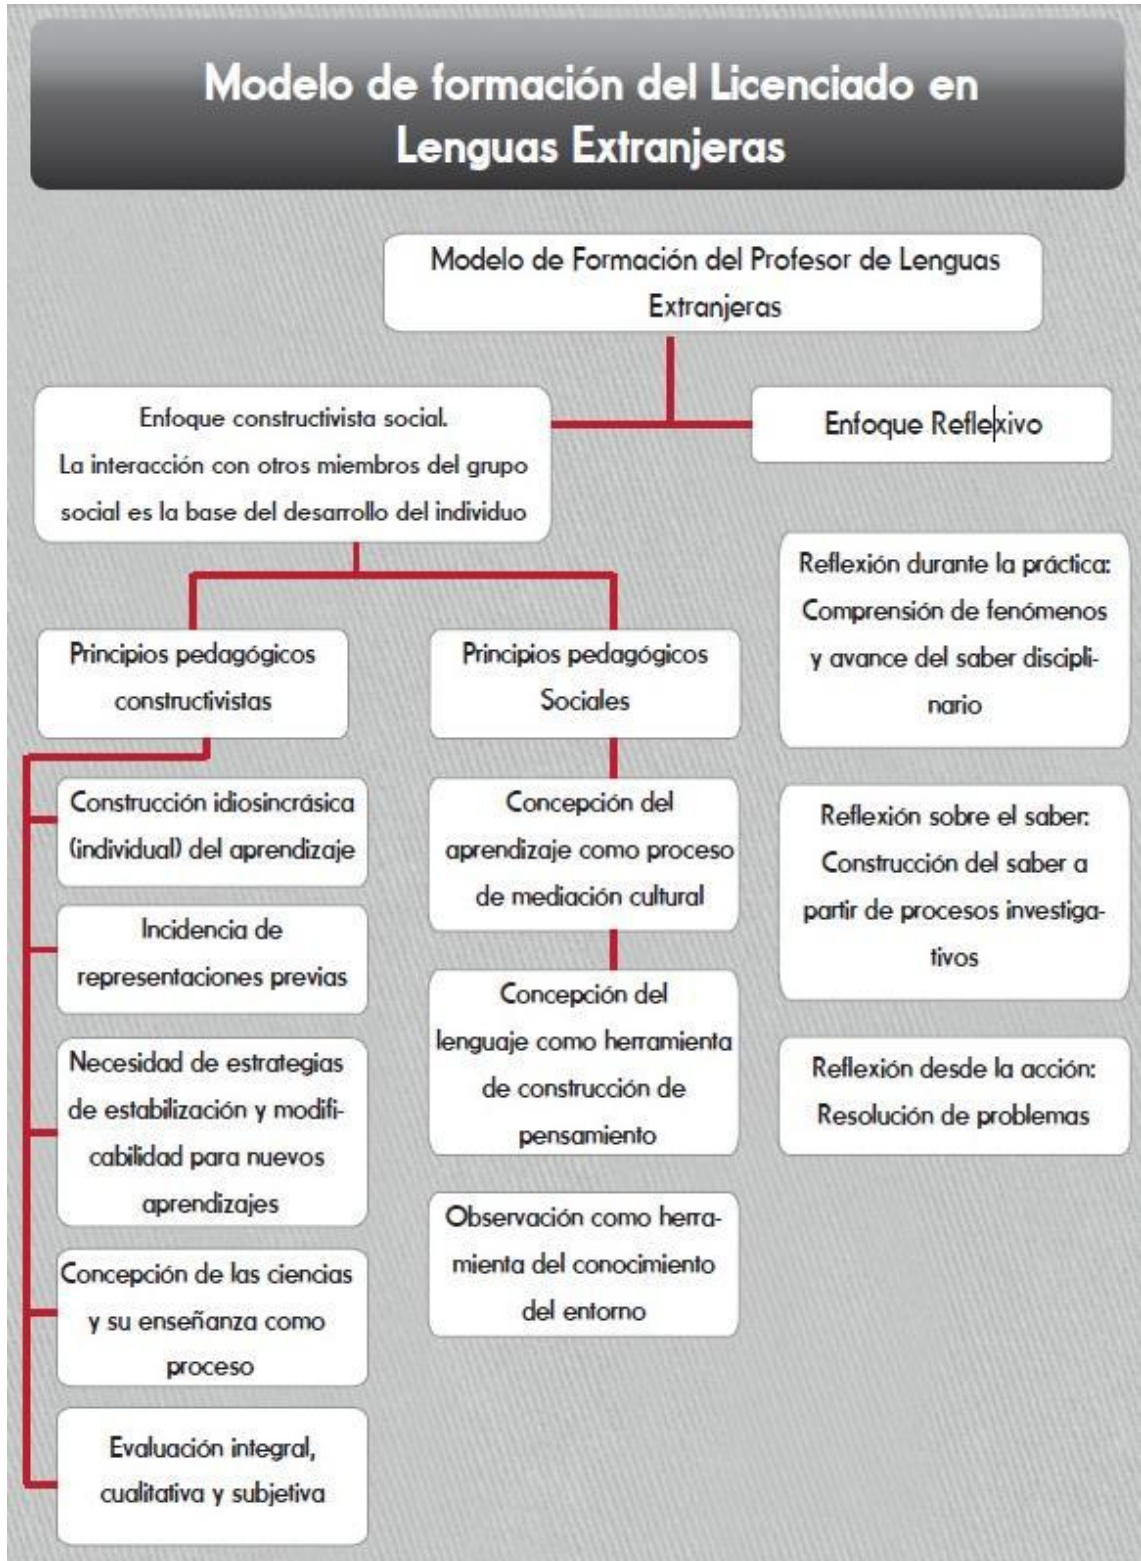 Modelo de formación del Licenciado en
Lenguas Extranjeras
Modelo de Formación del Profesor de Lenguas
Extranjeras
Enfoque constructivista social.
La interacción con otros miembros del grupo
social es la base del desarrollo del individuo
Enfoque Reflexivo
Principios pedagógicos
constructivistas
Construcción idiosincrásica
(individual) del aprendizaje
Incidencia de
representaciones previas
Necesidad de estrategias
de estabilización y modifi-
cabilidad para nuevos
aprendizajes
Concepción de las ciencias
y su enseñanza como
proceso
Evaluación integral,
cualitativa y subjetiva
Principios pedagógicos
Sociales
Concepción del
aprendizaje como proceso
de mediación cultural
Concepción del
lenguaje como herramienta
de construcción de
pensamiento
Observación como herra-
mienta del conocimiento
del entorno
Reflexión durante la práctica:
Comprensión de fenómenos
y avance del saber discipli-
nario
Reflexión sobre el saber:
Construcción del saber a
partir de procesos investiga-
tivos
Reflexión desde la acción:
Resolución de problemas